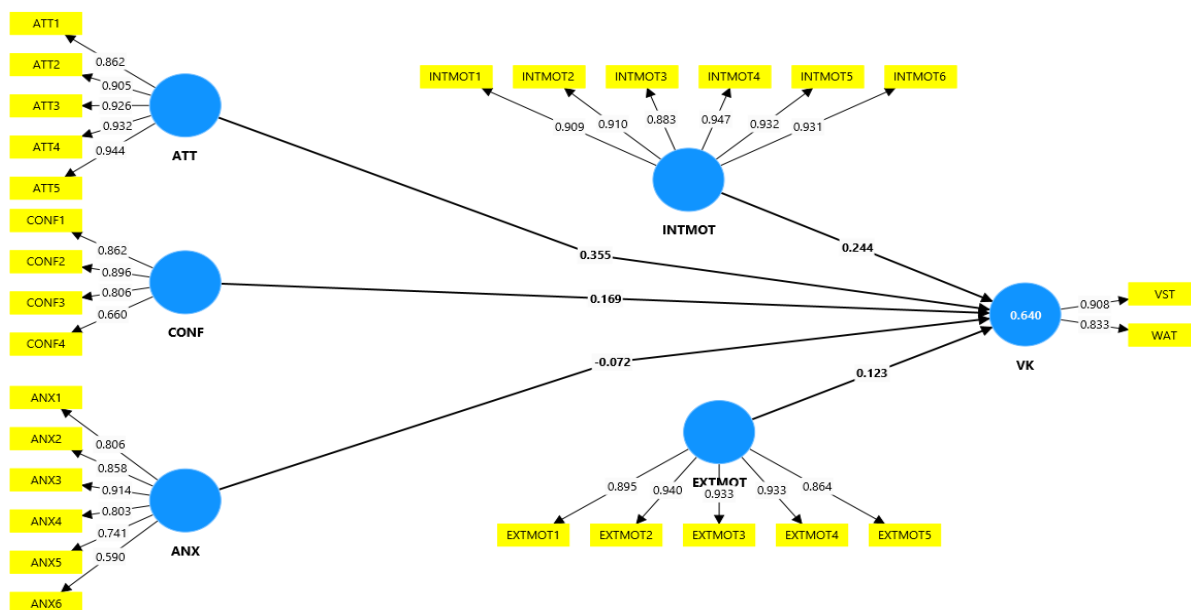 ATT1
ATT2
ATT3
ATT4
ATT5
0.862
0.905
0.926
0.932
0.944
ATT
CONF1
CONF2
CONF3
CONF4
0.862
0.896
0.806
0.660
CONF
ANX1
ANX2
ANX3
ANX4
ANX5
ANX6
0.806
0.858
0.914
0.803
0.741
0.590
ANX
INTMOT1
INTMOT2
INTMOT3
INTMOT4
INTMOT5
INTMOT6
0.909
0.910
0.883
0.947
0.932
0.931
INTMOT
0.355
0.169
-0.072
0.244
0.123
EXTMOT
0.895
0.940
0.933
0.933
0.864
EXTMOT1
EXTMOT2
EXTMOT3
EXTMOT4
EXTMOT5
0.640
VK
0.908
0.833
VST
WAT